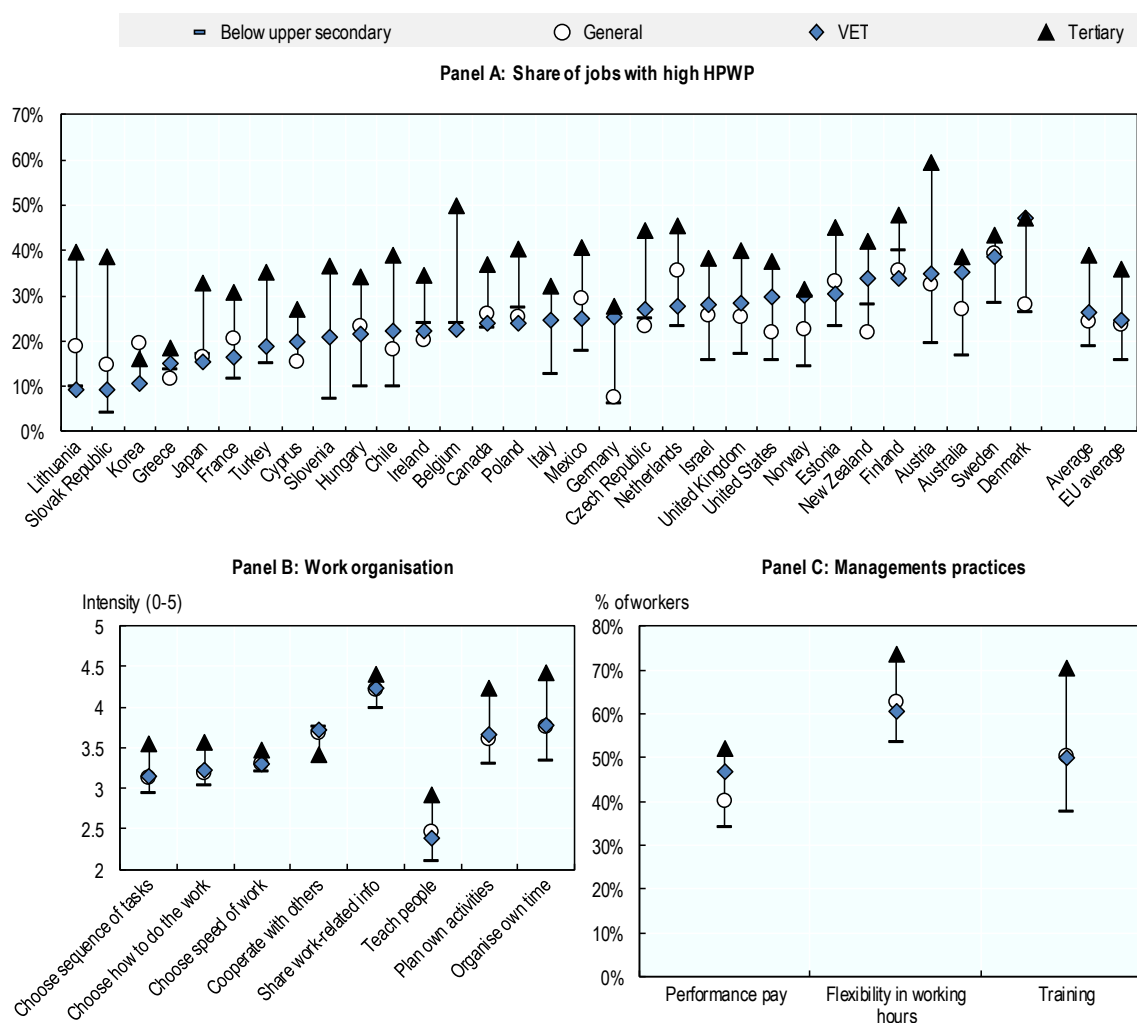 Below upper secondary General VET Tertiary
Panel A: Share of jobs with high HPWP
70%
60%
50%
40%
30%
20%
10%
0%
Lithuania
Slovak Republic
Korea
Greece
Japan
France
Turkey
Cyprus
Slovenia
Hungary
Chile
Ireland
Belgium
Canada
Poland
Italy
Mexico
Germany
Czech Republic
Netherlands
Israel
United Kingdom
United States
Norway
Estonia
New Zealand
Finland
Austria
Australia
Sweden
Denmark
Average
EU average
Panel B: Work organisation
Intensity (0-5)
5
4.5
4
3.5
3
2.5
2
Choose sequence of tasks
Choose how to do the work
Choose speed of work
Cooperate with others
Share work-related info
Teach people
Plan own activities
Organise own time
Panel C: Managements practices
% of workers
80%
70%
60%
50%
40%
30%
20%
10%
0%
Performance pay
Flexibility in working
hours
Training